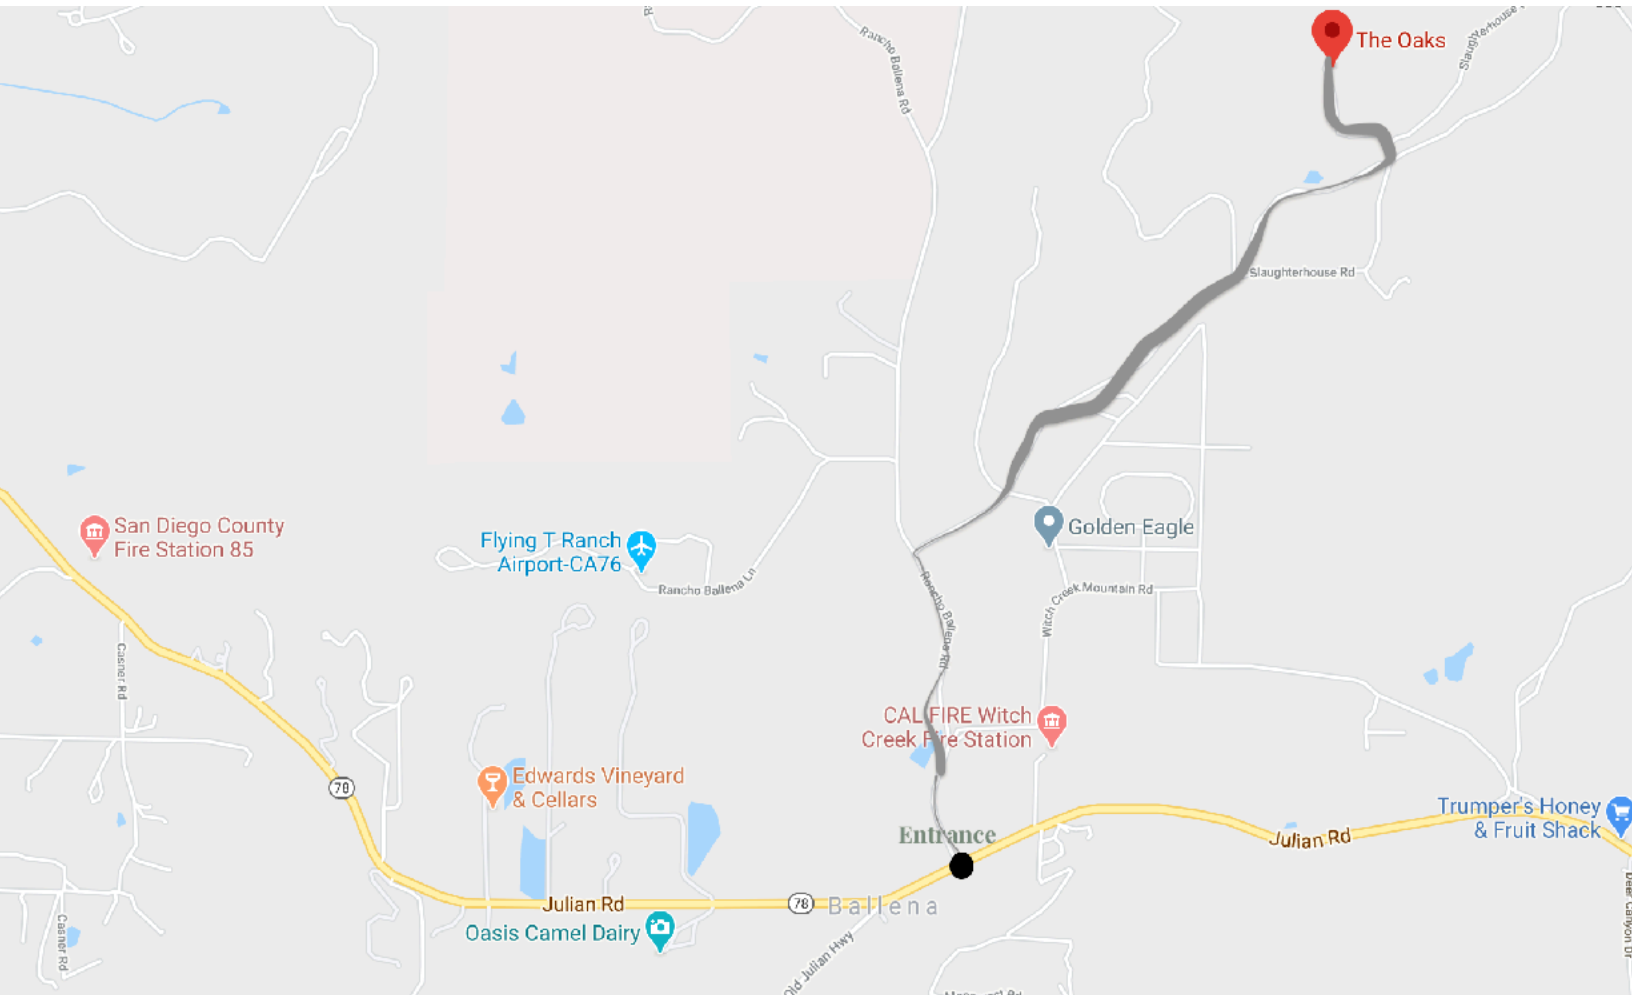 The Oaks
Slaughterhouse
Rancho Ballena Rd
Slaughterhouse Rd
San Diego County
Fire Station 85
Flying T Ranch
Airport-CA76
Golden Eagle
Rancho Ballena Ln
Rancho Ballena Rd
Witch Creek Mountain Rd
Casner Rd
CAL FIRE Witch
Creek Fire Station
78
Edwards Vineyard
& Cellars
Trumper's Honey
& Fruit Shack
Entrance
Julian Rd
Julian Rd
78
Ballena
Oasis Camel Dairy
Casner Rd
Old Julian Hwy
Deer Canyon Dr